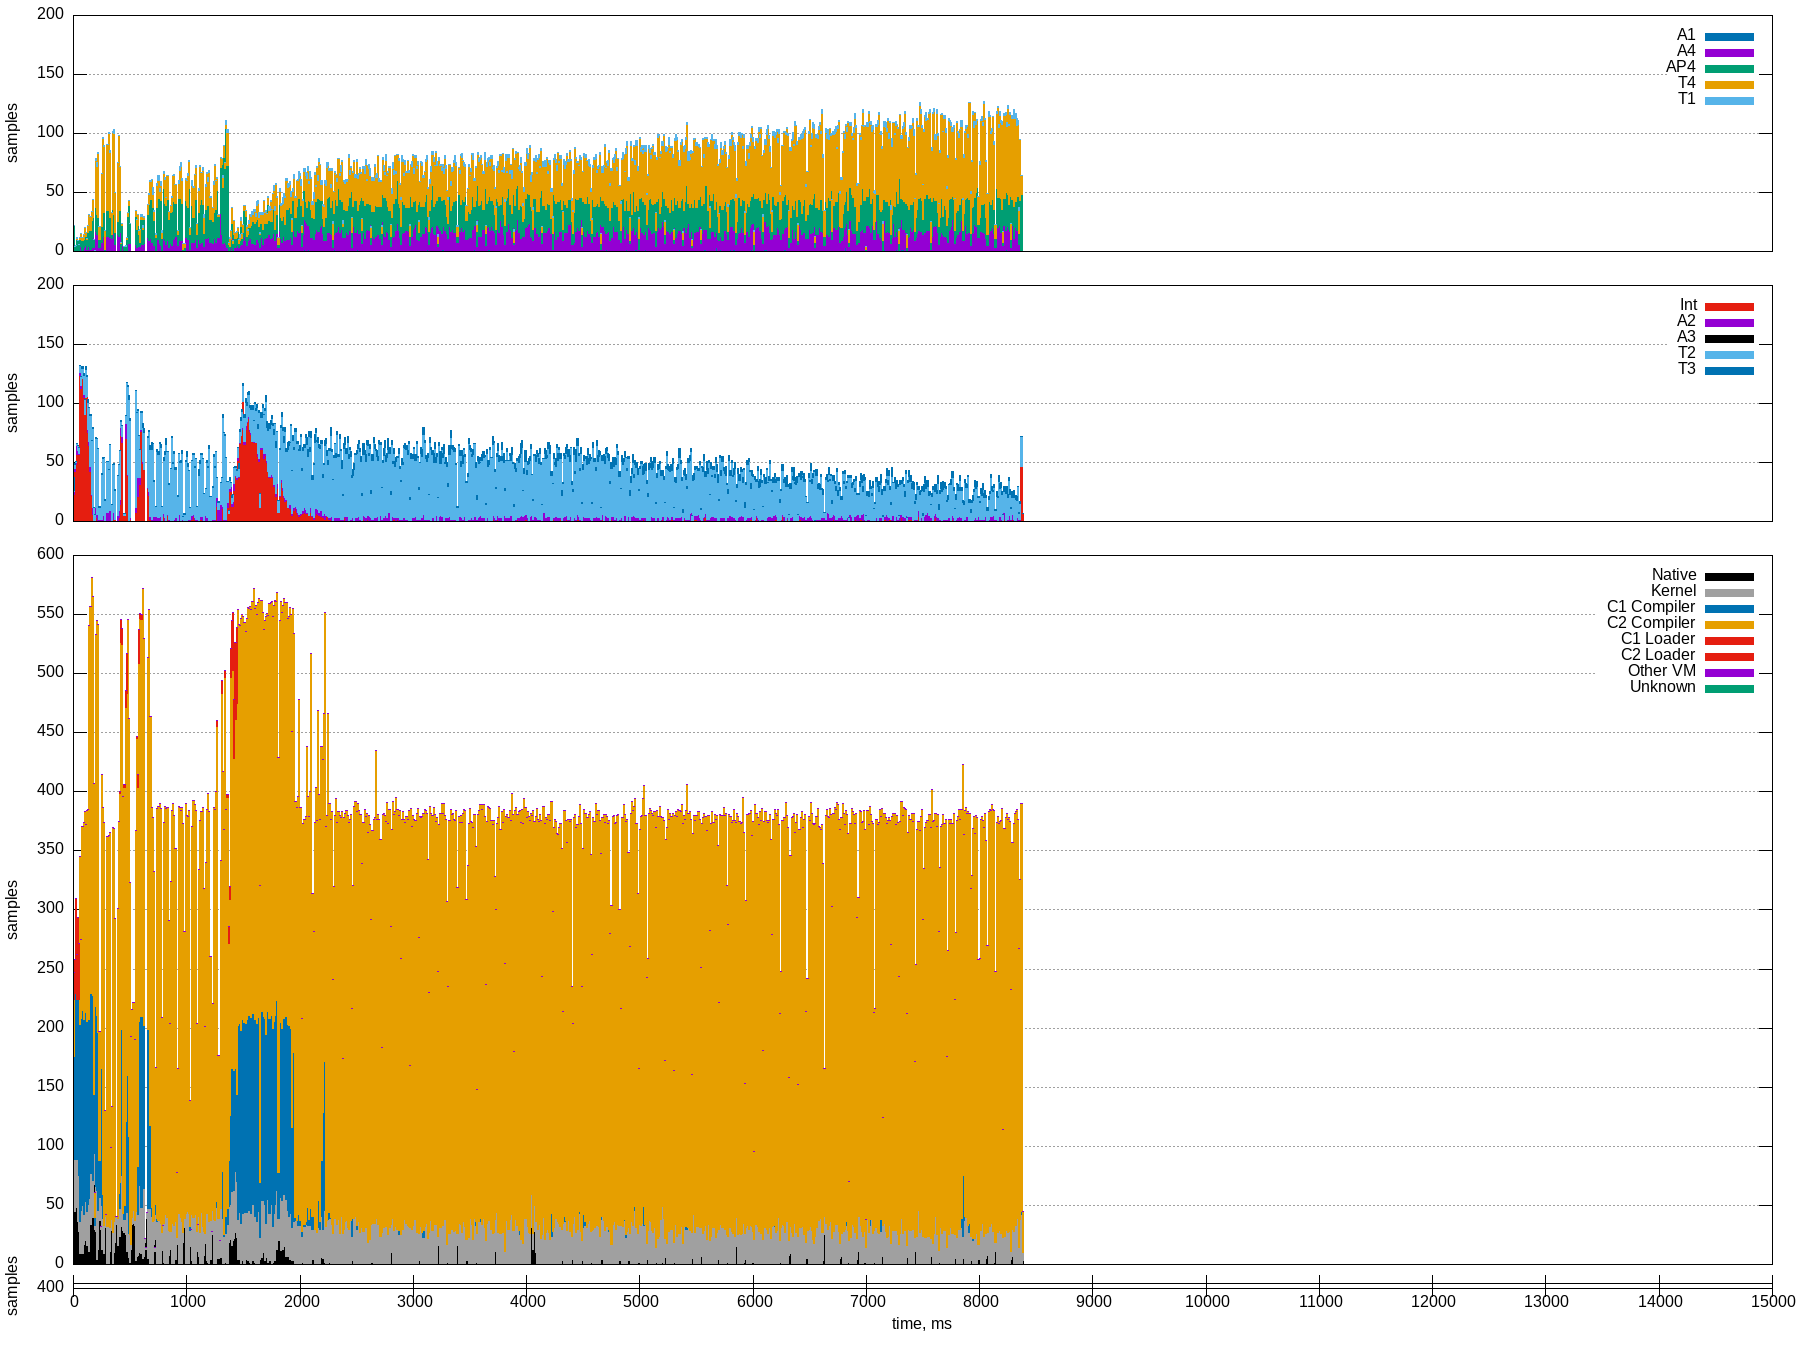 200
150
100
50
0
samples
A1
A4
AP4
T4
T1
200
150
100
50
0
samples
Int
A2
A3
T2
T3
600
550
500
450
400
350
300
250
200
150
100
50
0
samples
Native
Kernel
C1 Compiler
C2 Compiler
C1 Loader
C2 Loader
Other VM
Unknown
400
samples
0 1000 2000 3000 4000 5000 6000 7000 8000 9000 10000 11000 12000 13000 14000 15000
time, ms